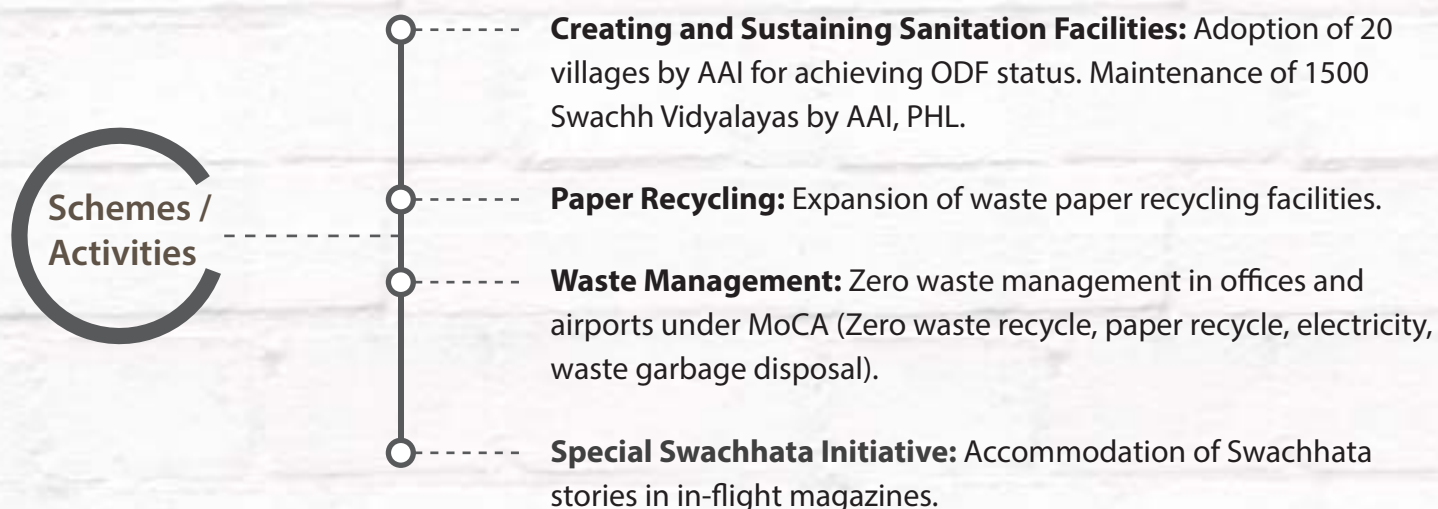 Schemes /
Activities
Creating and Sustaining Sanitation Facilities: Adoption of 20
villages by AAI for achieving ODF status. Maintenance of 1500
Swachh Vidyalayas by AAI, PHL.
Paper Recycling: Expansion of waste paper recycling facilities.
Waste Management: Zero waste management in offices and
airports under MoCA (Zero waste recycle, paper recycle, electricity,
waste garbage disposal).
Special Swachhata Initiative: Accommodation of Swachhata
stories in in-flight magazines.